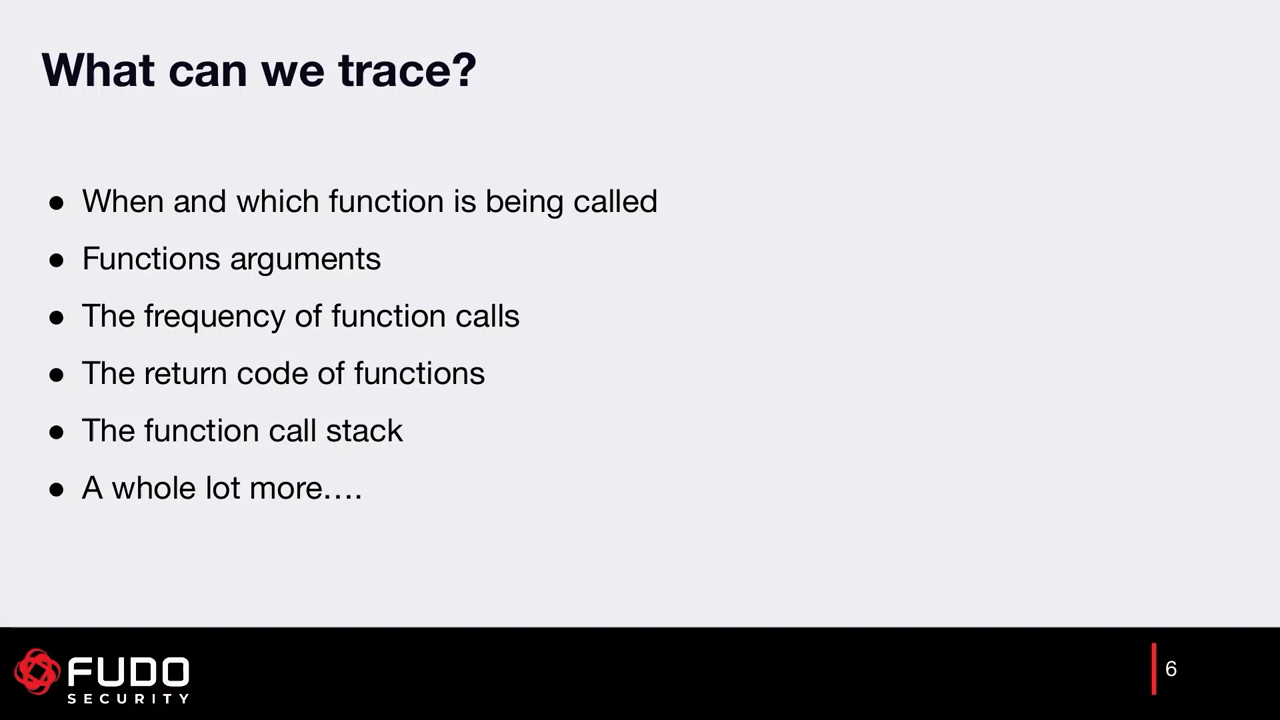 What can we trace?
● When and which function is being called
● Functions arguments
● The frequency of function calls
● The return code of functions
● The function call stack
● A whole lot more….
FUDO
SECURITY
6